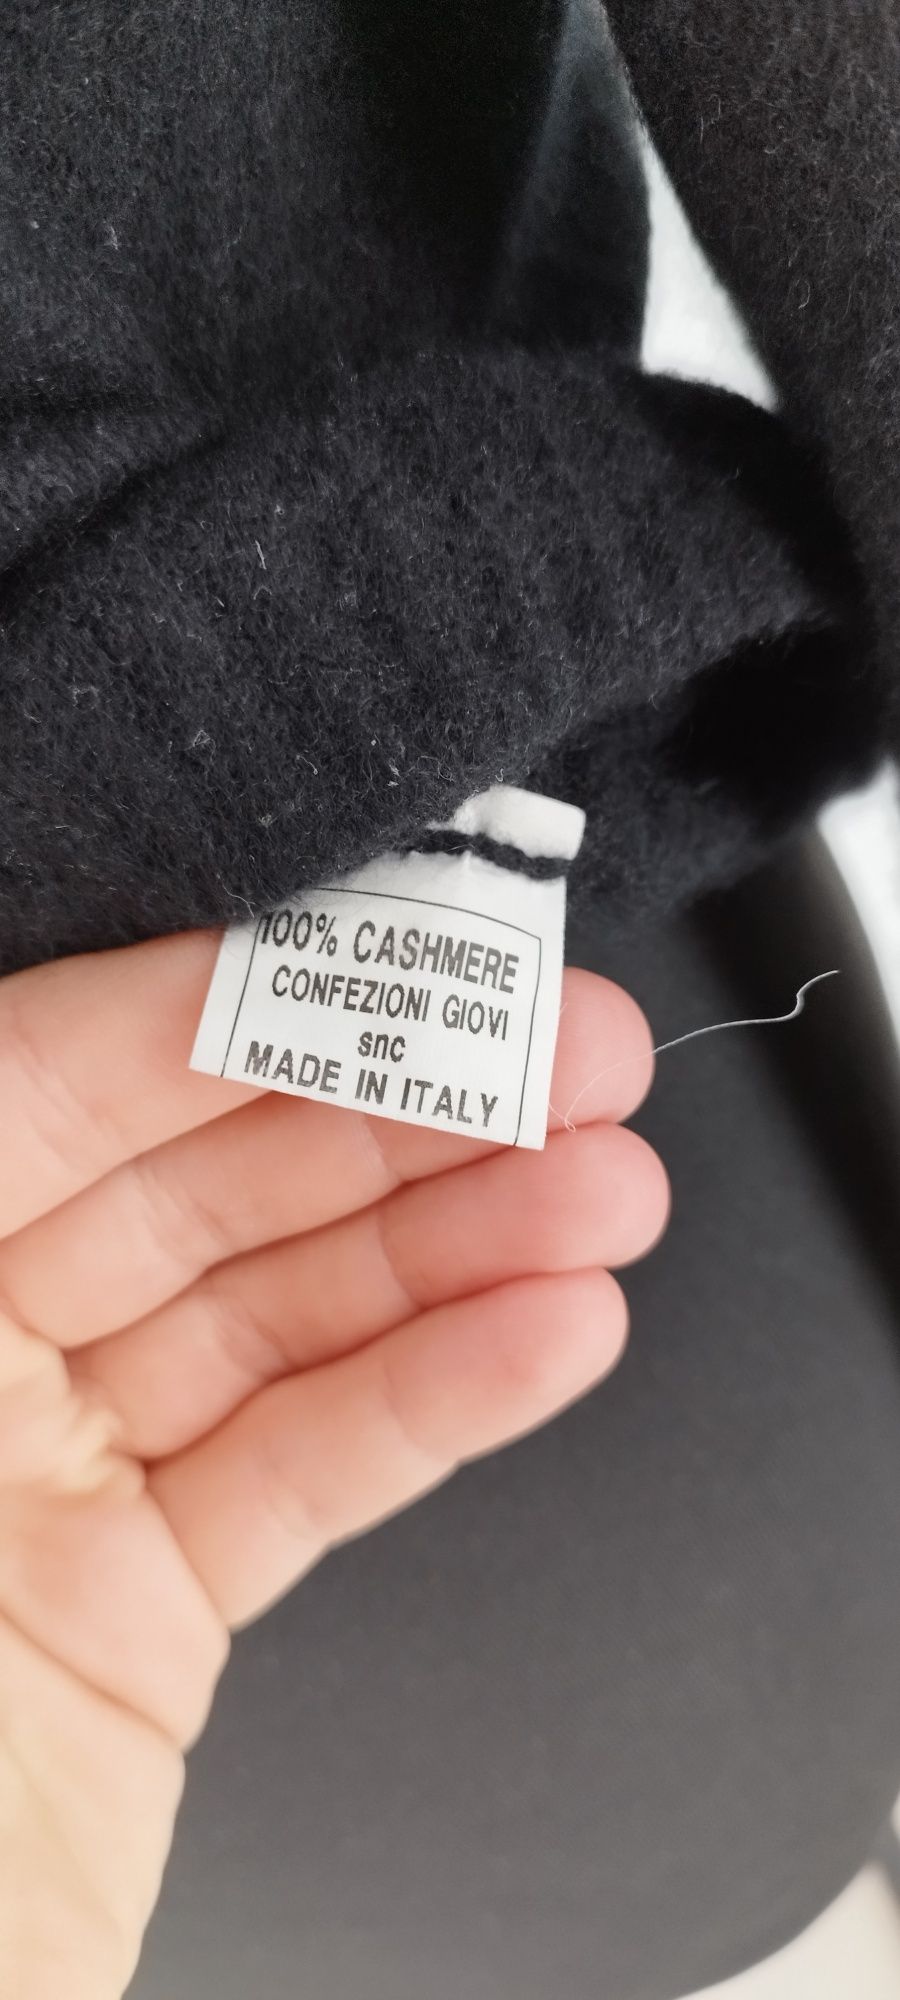 100% CASHMERE
CONFEZIONI GIOVI
snc
MADE IN ITALY